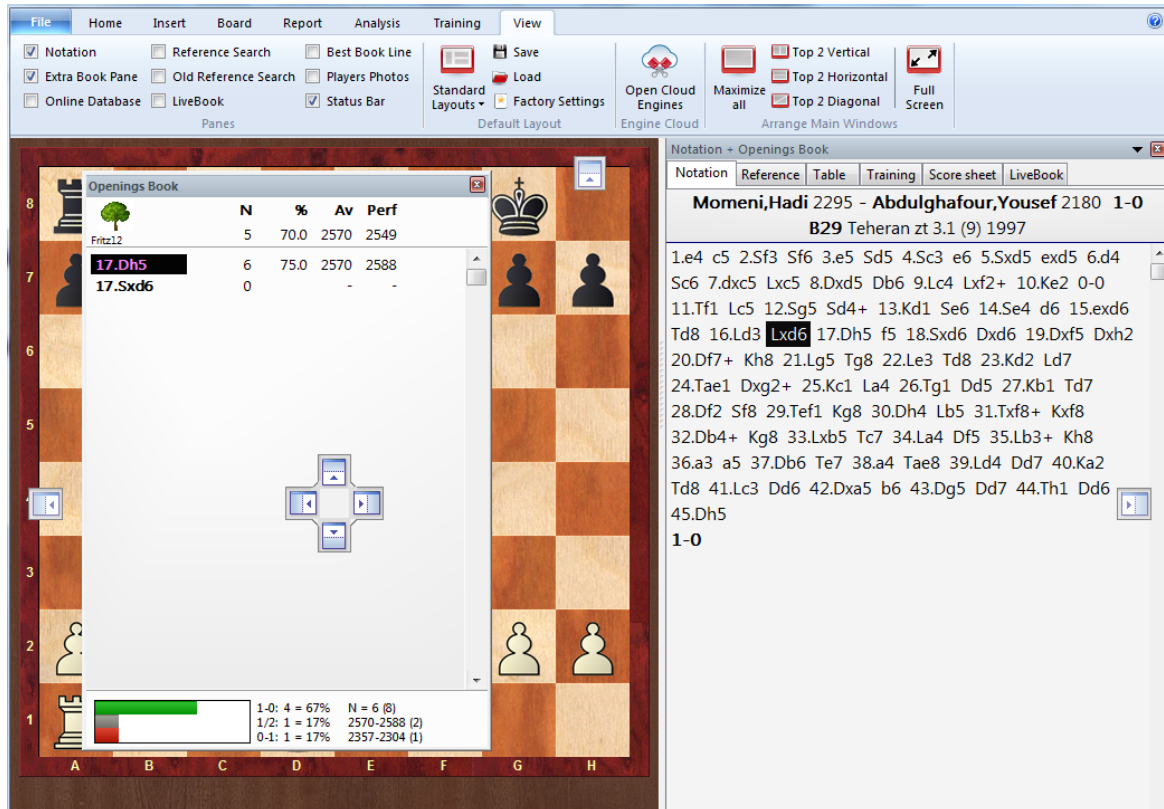 File Home Insert Board Report Analysis Training View
Notation Reference Search Best Book Line
Extra Book Pane Old Reference Search Players Photos
Online Database LiveBook Status Bar
Panes
Standard Layouts
Save
Load
Factory Settings
Default Layout
Open Cloud Engines
Engine Cloud
Maximize all
Top 2 Vertical
Top 2 Horizontal
Top 2 Diagonal
Full Screen
Arrange Main Windows
Openings Book
Fritz12
N % Av Perf
5 70.0 2570 2549
17.Dh5 6 75.0 2570 2588
17.Sxd6 0 - -
1-0: 4 = 67% N = 6 (8)
1/2: 1 = 17% 2570-2588 (2)
0-1: 1 = 17% 2357-2304 (1)
8
7
6
5
4
3
2
1
A B C D E F G H
Notation + Openings Book
Notation Reference Table Training Score sheet LiveBook
Momeni,Hadi 2295 - Abdulghafour,Yousef 2180 1-0
B29 Teheran zt 3.1 (9) 1997
1.e4 c5 2.Sf3 Sf6 3.e5 Sd5 4.Sc3 e6 5.Sxd5 exd5 6.d4
Sc6 7.dxc5 Lxc5 8.Dxd5 Db6 9.Lc4 Lxf2+ 10.Ke2 0-0
11.Tf1 Lc5 12.Sg5 Sd4+ 13.Kd1 Se6 14.Se4 d6 15.exd6
Td8 16.Ld3 Lxd6 17.Dh5 f5 18.Sxd6 Dxd6 19.Dxf5 Dxh2
20.Df7+ Kh8 21.Lg5 Tg8 22.Le3 Td8 23.Kd2 Ld7
24.Tae1 Dxg2+ 25.Kc1 La4 26.Tg1 Dd5 27.Kb1 Td7
28.Df2 Sf8 29.Tef1 Kg8 30.Dh4 Lb5 31.Txf8+ Kxf8
32.Db4+ Kg8 33.Lxb5 Tc7 34.La4 Df5 35.Lb3+ Kh8
36.a3 a5 37.Db6 Te7 38.a4 Tae8 39.Ld4 Dd7 40.Ka2
Td8 41.Lc3 Dd6 42.Dxa5 b6 43.Dg5 Dd7 44.Th1 Dd6
45.Dh5
1-0